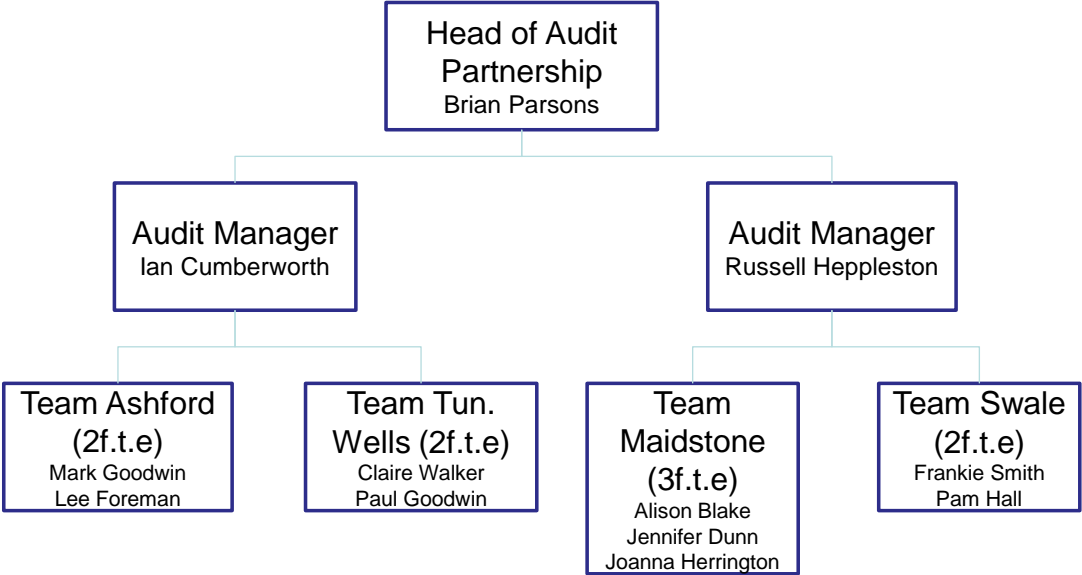 Head of Audit
Partnership
Brian Parsons
Audit Manager
Ian Cumberworth
Audit Manager
Russell Heppleston
Team Ashford
(2f.t.e)
Mark Goodwin
Lee Foreman
Team Tun.
Wells (2f.t.e)
Claire Walker
Paul Goodwin
Team
Maidstone
(3f.t.e)
Alison Blake
Jennifer Dunn
Joanna Herrington
Team Swale
(2f.t.e)
Frankie Smith
Pam Hall